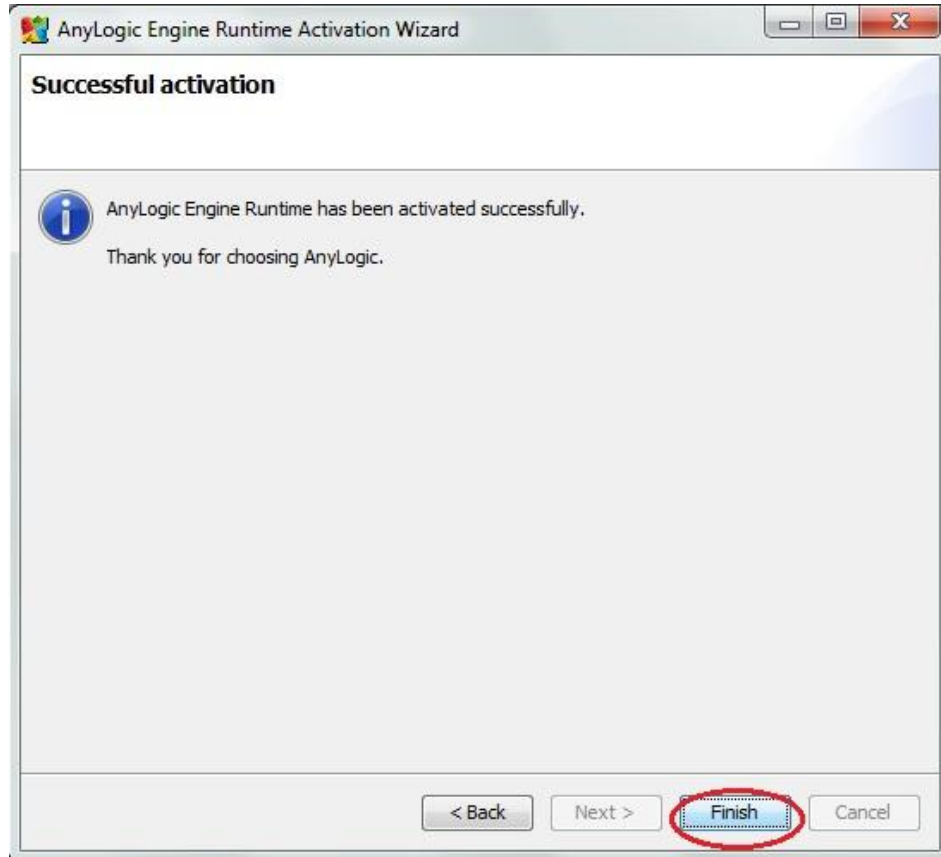 AnyLogic Engine Runtime Activation Wizard
Successful activation
AnyLogic Engine Runtime has been activated successfully.
Thank you for choosing AnyLogic.
< Back Next > Finish Cancel